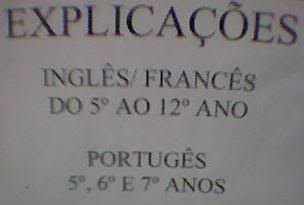 EXPLICAÇÕES
INGLÊS/ FRANCÊS
DO 5º AO 12º ANO
PORTUGÊS
5º, 6º E 7º ANOS